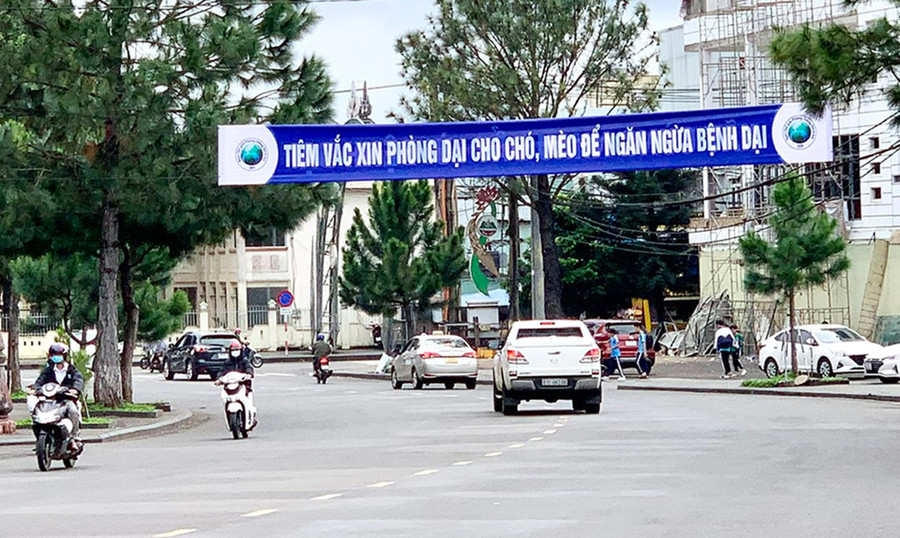 TIÊM VẮC XIN PHÒNG DẠI CHO CHÓ, MÈO ĐỂ NGĂN NGỪA BỆNH DẠI